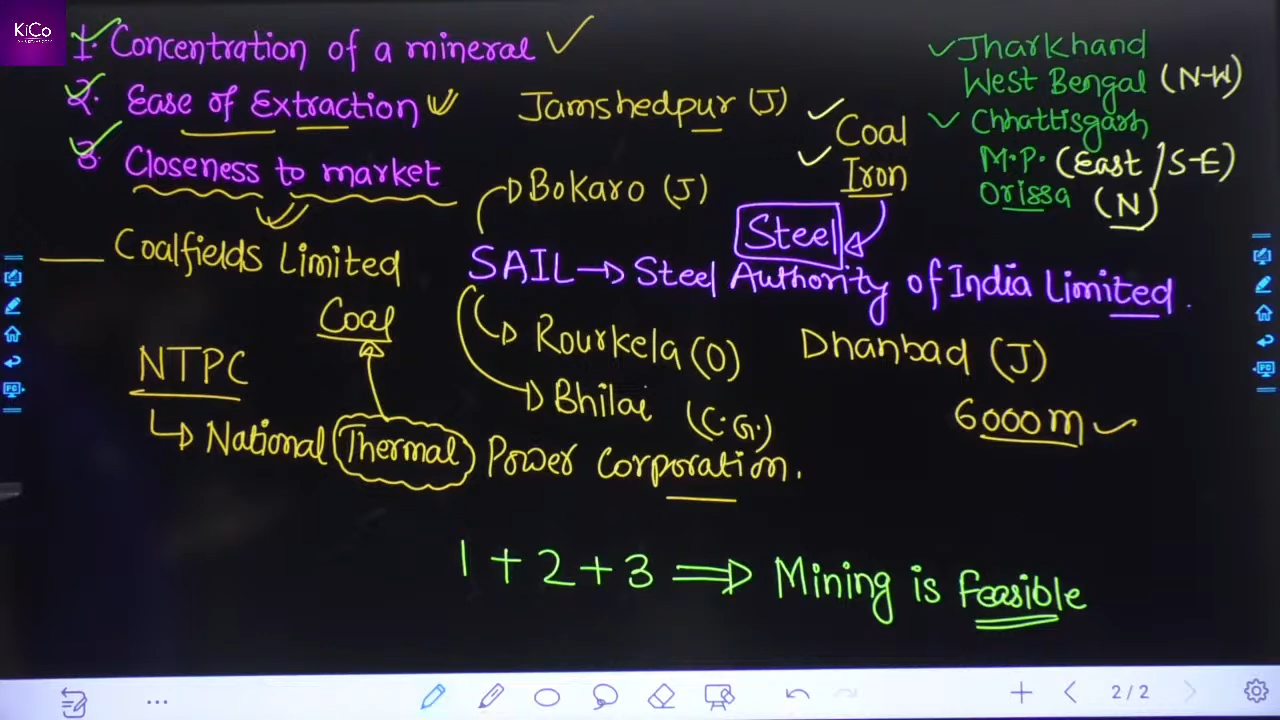 KiCo
1. Concentration of a mineral
2. Ease of Extraction
3. Closeness to market
Jamshedpur (J)
Coal
Iron
Jharkhand
West Bengal (N-W)
Chhattisgarh
M.P. (East / S-E)
Orissa (N)
Bokaro (J)
Steel
Coalfields Limited
SAIL → Steel Authority of India Limited.
Coal
Rourkela (O)
Dhanbad (J)
NTPC
Bhilai (C.G.)
6000 m
National Thermal Power Corporation.
1 + 2 + 3 ⇒ Mining is feasible
2/2